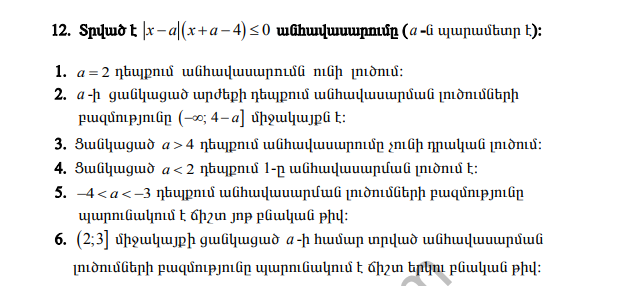 12. Տրված է |x − a|(x + a − 4) ≤ 0 անհավասարումը (a -ն պարամետր է):
1. a = 2 դեպքում անհավասարումն ունի լուծում:
2. a -ի ցանկացած արժեքի դեպքում անհավասարման լուծումների
բազմությունը (−∞; 4 − a] միջակայքն է:
3. Ցանկացած a > 4 դեպքում անհավասարումը չունի դրական լուծում:
4. Ցանկացած a < 2 դեպքում 1-ը անհավասարման լուծում է:
5. −4 < a < −3 դեպքում անհավասարման լուծումների բազմությունը
պարունակում է ճիշտ յոթ բնական թիվ:
6. (2;3] միջակայքի ցանկացած a -ի համար տրված անհավասարման
լուծումների բազմությունը պարունակում է ճիշտ երկու բնական թիվ: